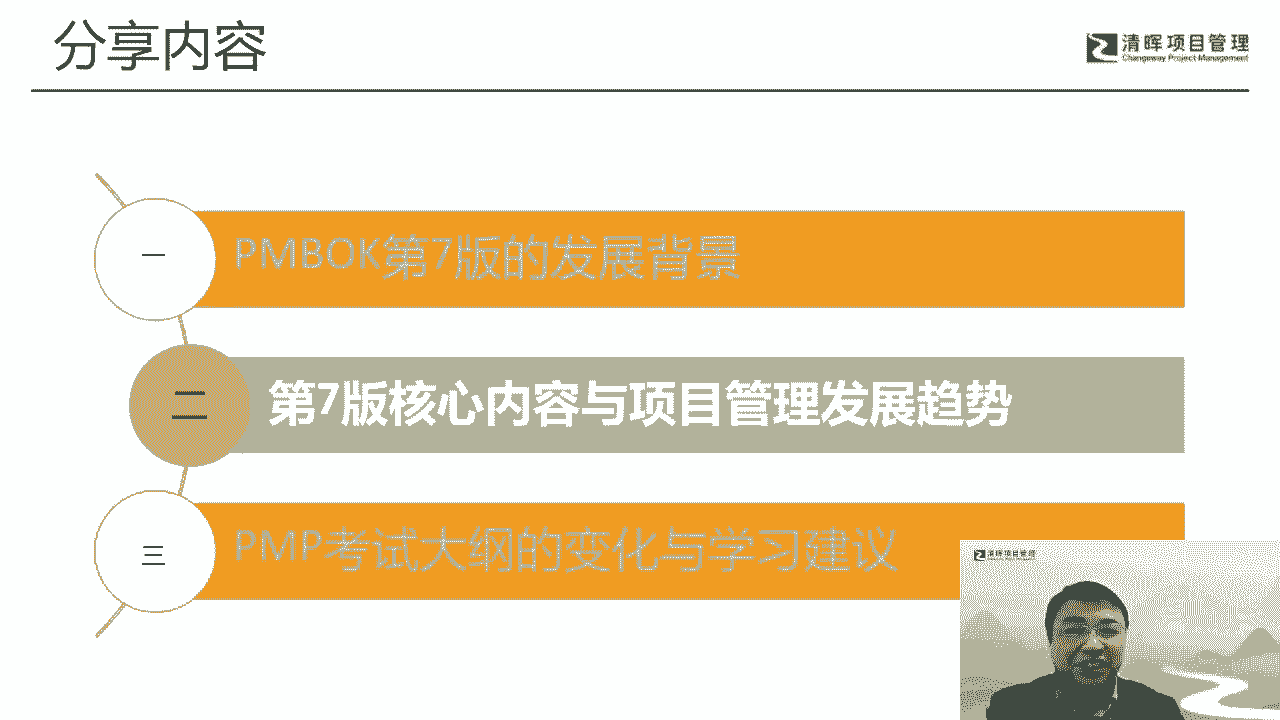 分享内容
清晖项目管理
Changeway Project Management
一
PMBOK第7版的发展背景
二
第7版核心内容与项目管理发展趋势
三
PMP考试大纲的变化与学习建议
清晖项目管理